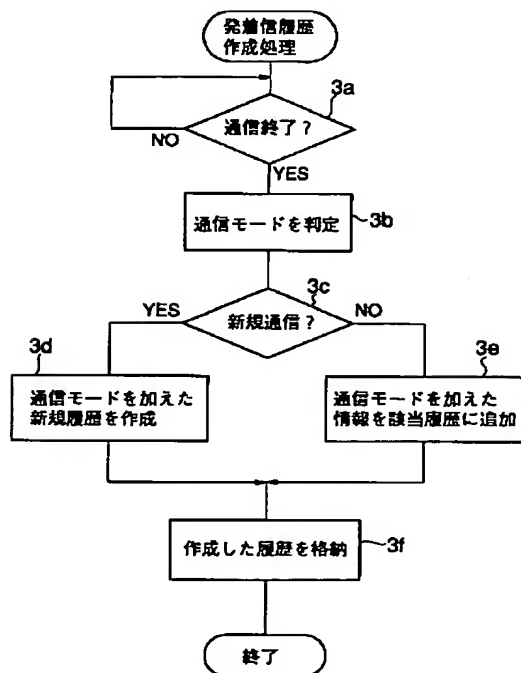 発着信履歴
作成処理
3a
通信終了？
NO
YES
通信モードを判定
3b
3c
YES
新規通信？
NO
3d
3e
通信モードを加えた
新規履歴を作成
通信モードを加えた
情報を該当履歴に追加
作成した履歴を格納
3f
終了